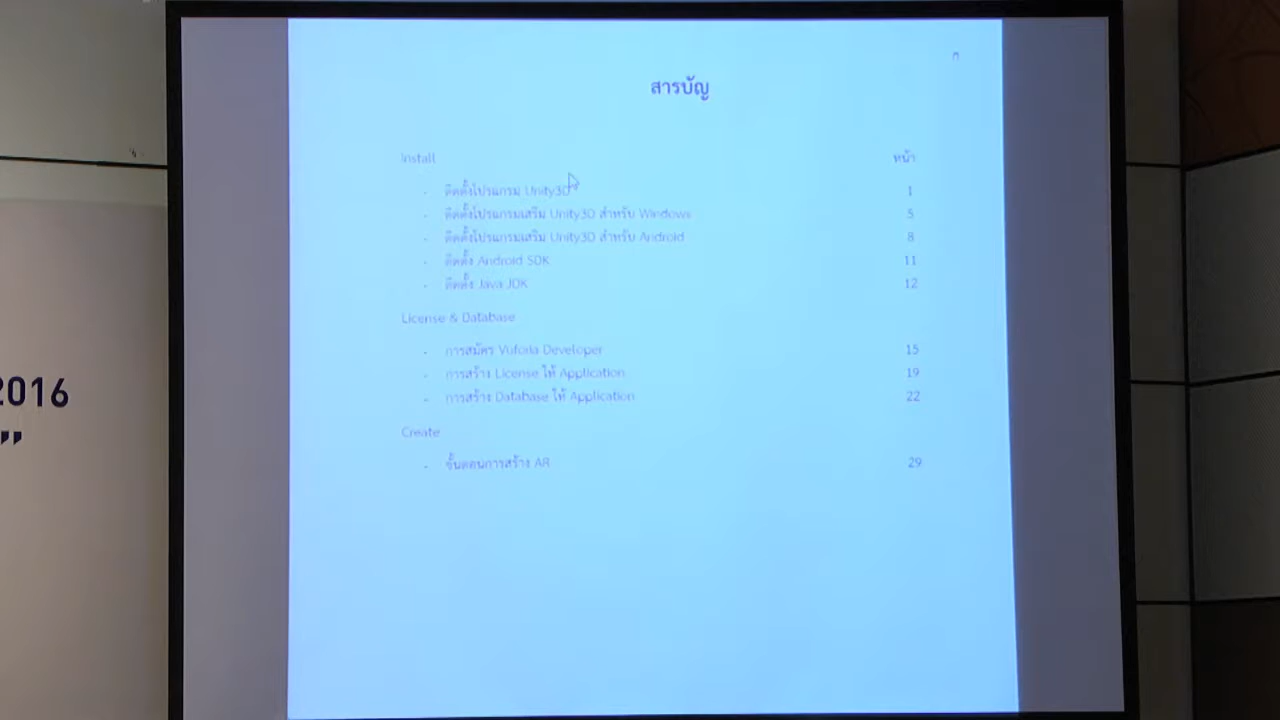 ก
สารบัญ
Install หน้า
- ติดตั้งโปรแกรม Unity3D 1
- ติดตั้งโปรแกรมเสริม Unity3D สำหรับ Windows 5
- ติดตั้งโปรแกรมเสริม Unity3D สำหรับ Android 8
- ติดตั้ง Android SDK 11
- ติดตั้ง Java JDK 12
License & Database
- การสมัคร Vuforia Developer 15
- การสร้าง License ให้ Application 19
- การสร้าง Database ให้ Application 22
Create
- ขั้นตอนการสร้าง AR 29
2016
"